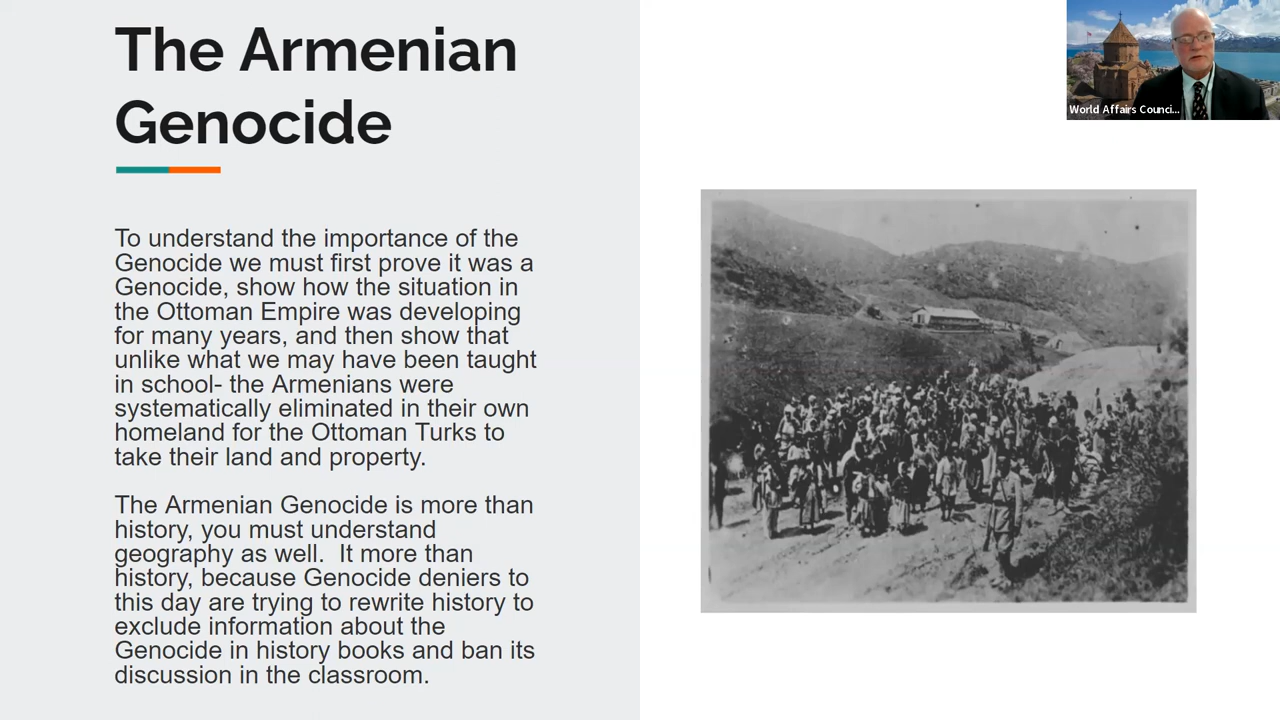 The Armenian
Genocide
To understand the importance of the
Genocide we must first prove it was a
Genocide, show how the situation in
the Ottoman Empire was developing
for many years, and then show that
unlike what we may have been taught
in school- the Armenians were
systematically eliminated in their own
homeland for the Ottoman Turks to
take their land and property.
The Armenian Genocide is more than
history, you must understand
geography as well.  It more than
history, because Genocide deniers to
this day are trying to rewrite history to
exclude information about the
Genocide in history books and ban its
discussion in the classroom.
World Affairs Counci...